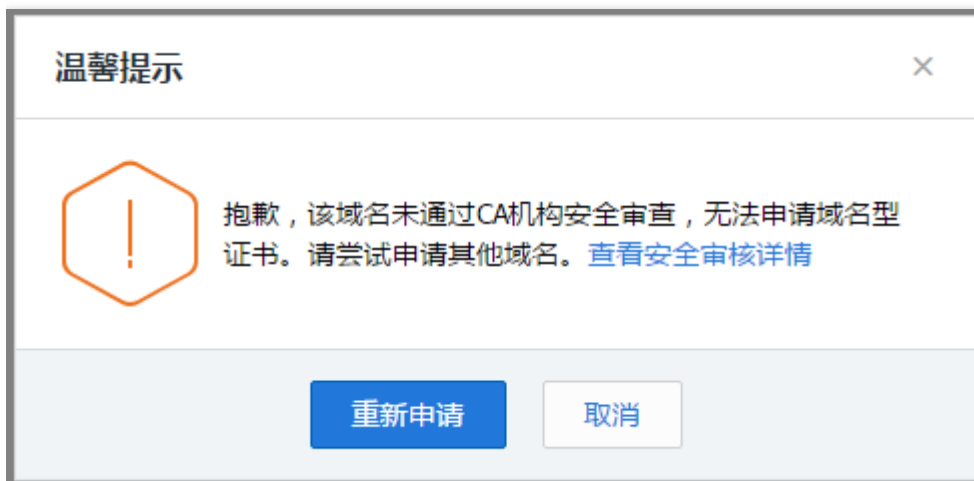 温馨提示
抱歉，该域名未通过CA机构安全审查，无法申请域名型
证书。请尝试申请其他域名。查看安全审核详情
重新申请
取消